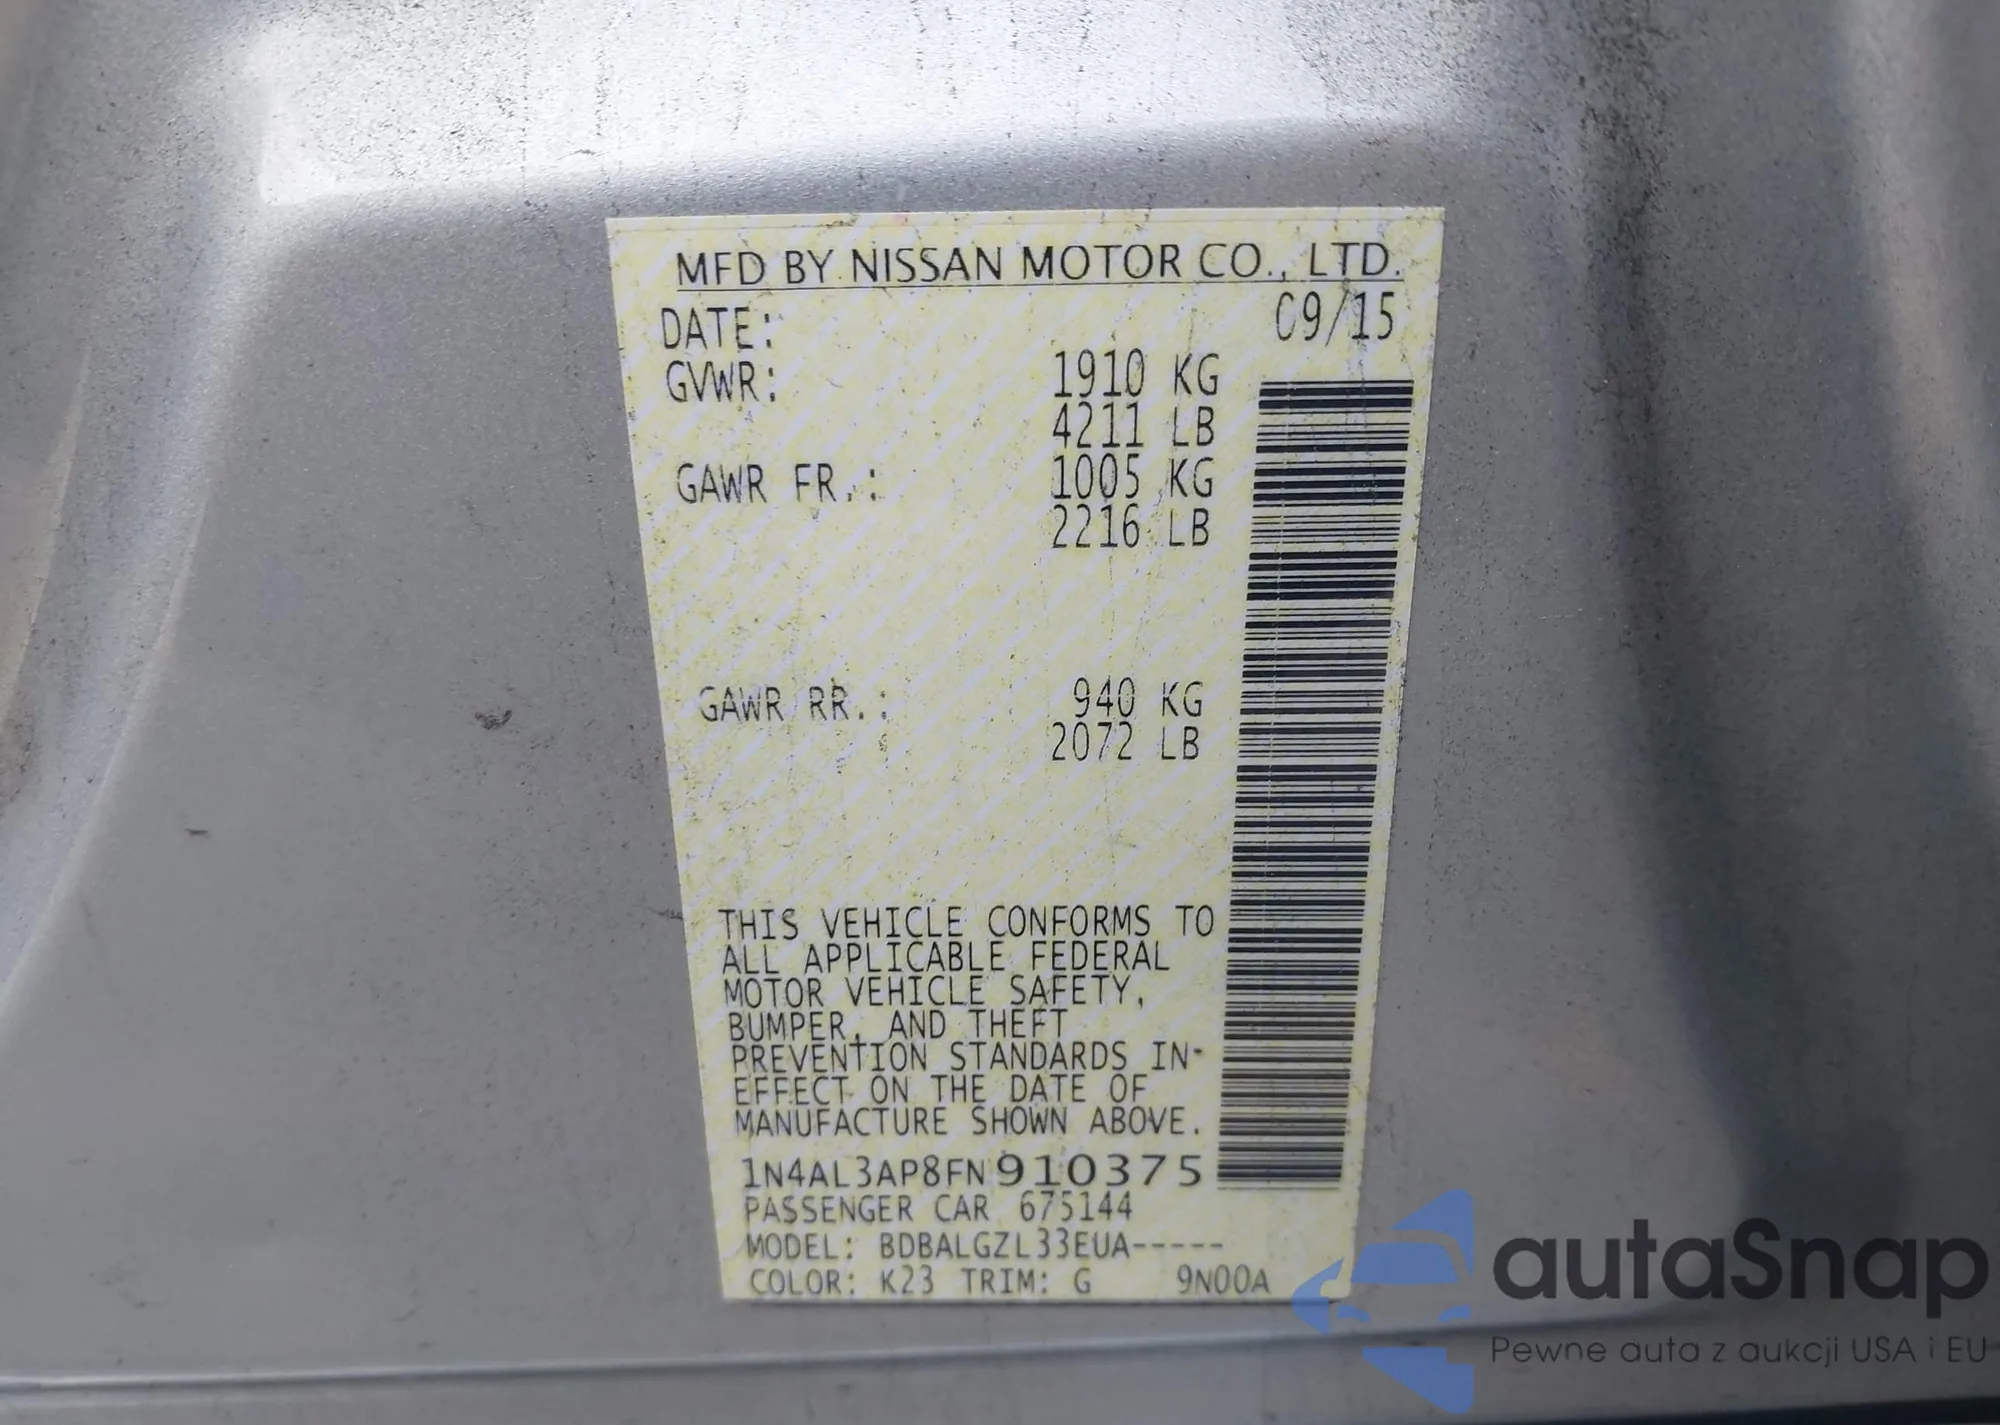 MFD BY NISSAN MOTOR CO., LTD.
DATE: 09/15
GVWR: 1910 KG
4211 LB
GAWR FR.: 1005 KG
2216 LB
GAWR RR.: 940 KG
2072 LB
THIS VEHICLE CONFORMS TO
ALL APPLICABLE FEDERAL
MOTOR VEHICLE SAFETY,
BUMPER, AND THEFT
PREVENTION STANDARDS IN
EFFECT ON THE DATE OF
MANUFACTURE SHOWN ABOVE.
1N4AL3AP8FN910375
PASSENGER CAR 675144
MODEL: BDBALGZL33EUA-----
COLOR: K23 TRIM: G 9N00A
autaSnap
Pewne auta z aukcji USA i EU